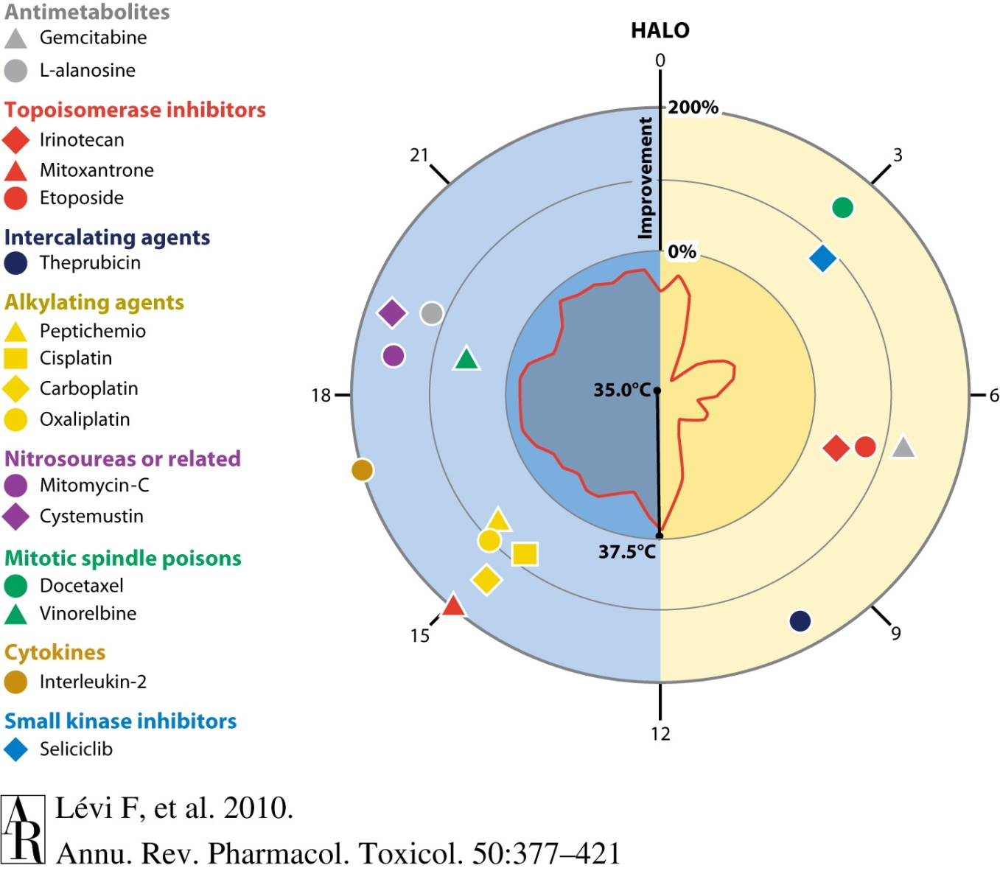 Antimetabolites
Gemcitabine
L-alanosine
Topoisomerase inhibitors
Irinotecan
Mitoxantrone
Etoposide
Intercalating agents
Theprubicin
Alkylating agents
Peptichemio
Cisplatin
Carboplatin
Oxaliplatin
Nitrosoureas or related
Mitomycin-C
Cystemustin
Mitotic spindle poisons
Docetaxel
Vinorelbine
Cytokines
Interleukin-2
Small kinase inhibitors
Seliciclib
HALO
0
200%
Improvement
0%
21
3
18
35.0°C
6
37.5°C
15
9
12
AR
Lévi F, et al. 2010.
Annu. Rev. Pharmacol. Toxicol. 50:377–421